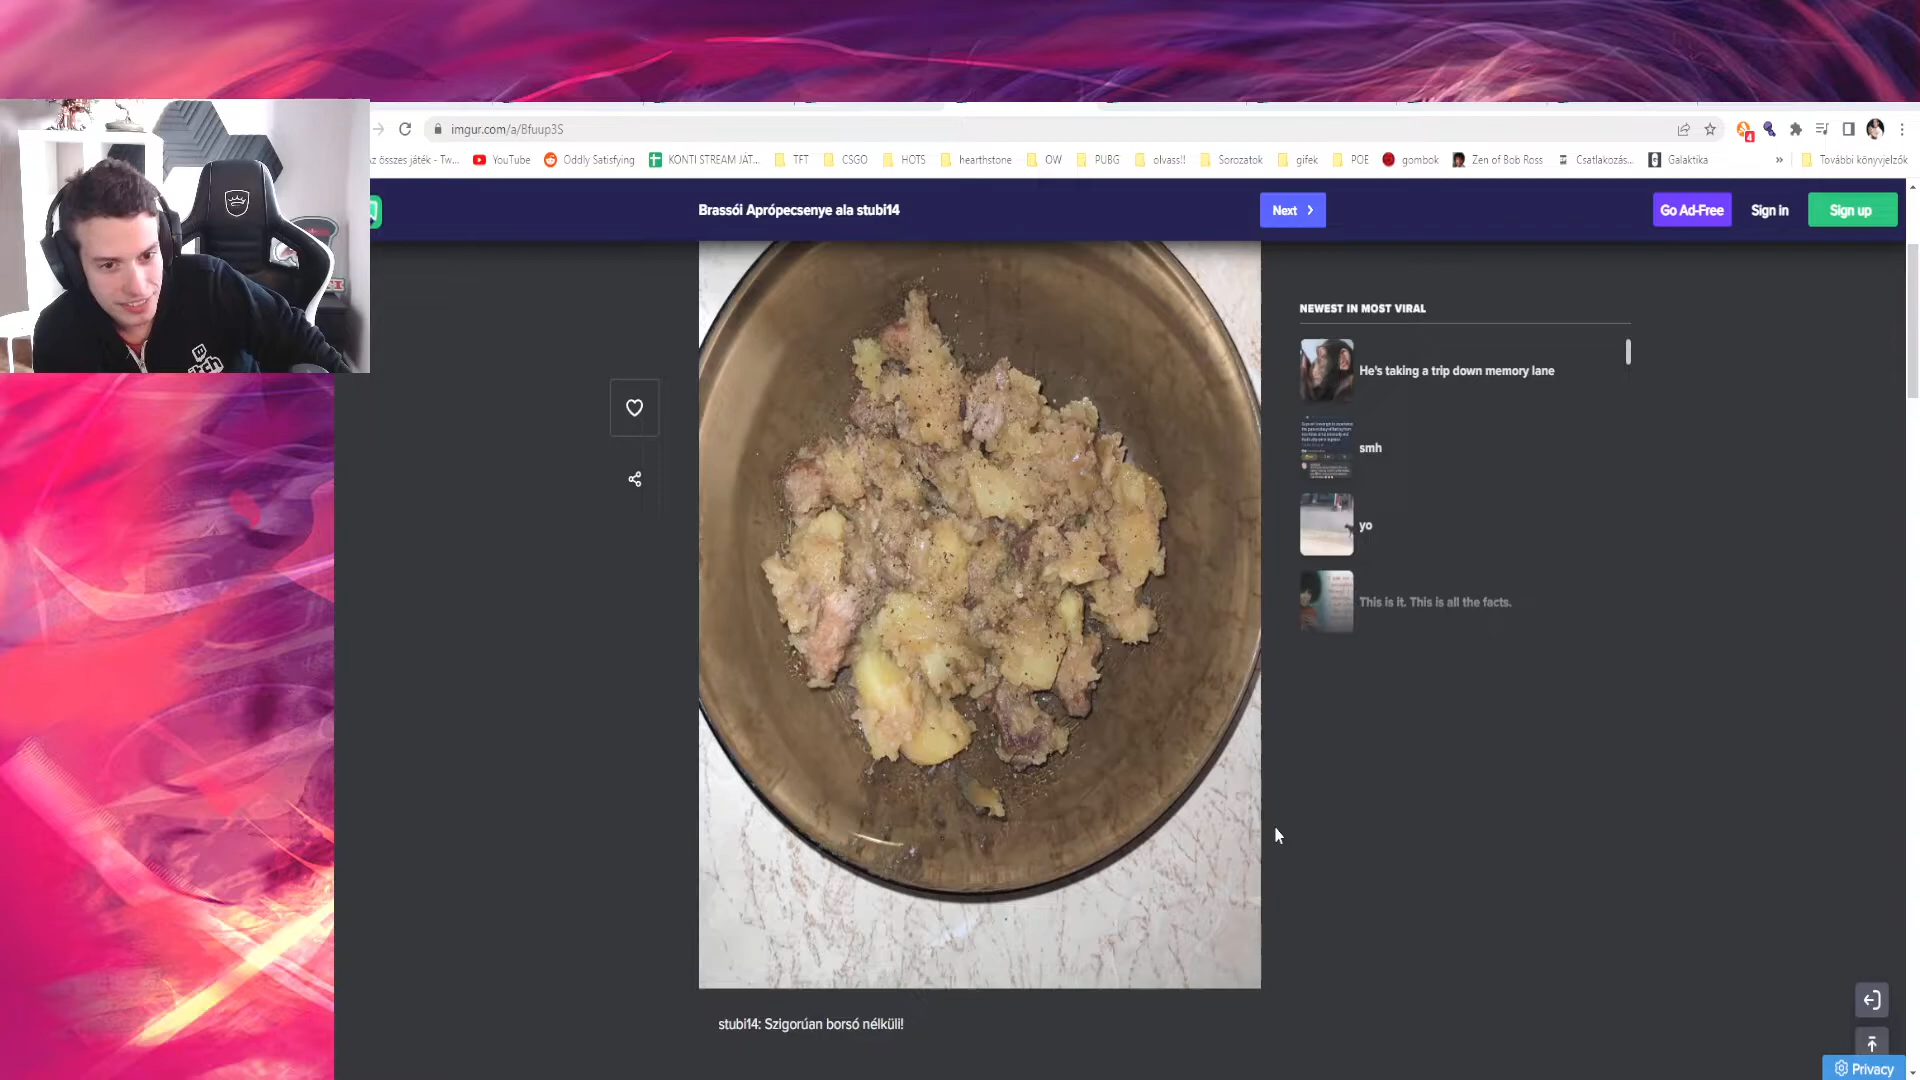 imgur.com/a/8fuup3S
az összes játék - Tw...
YouTube
Oddly Satisfying
KONTI STREAM JÁT...
TFT
CSGO
HOTS
hearthstone
OW
PUBG
olvass!!
Sorozatok
gifek
POE
gombok
Zen of Bob Ross
Csatlakozás...
Galaktika
»
További könyvjelzők
Brassói Aprópecsenye ala stubi14
Next
Go Ad-Free
Sign in
Sign up
NEWEST IN MOST VIRAL
He's taking a trip down memory lane
smh
yo
This is it. This is all the facts.
stubi14: Szigorúan borsó nélküli!
Privacy